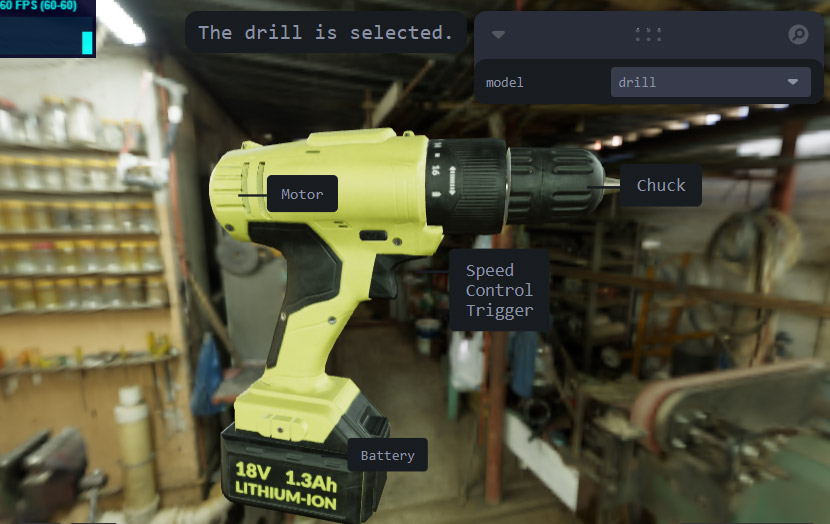 60 FPS (60-60)
The drill is selected.
model
drill
16
Motor
Chuck
Speed
Control
Trigger
Battery
18V 1.3Ah
LITHIUM-ION